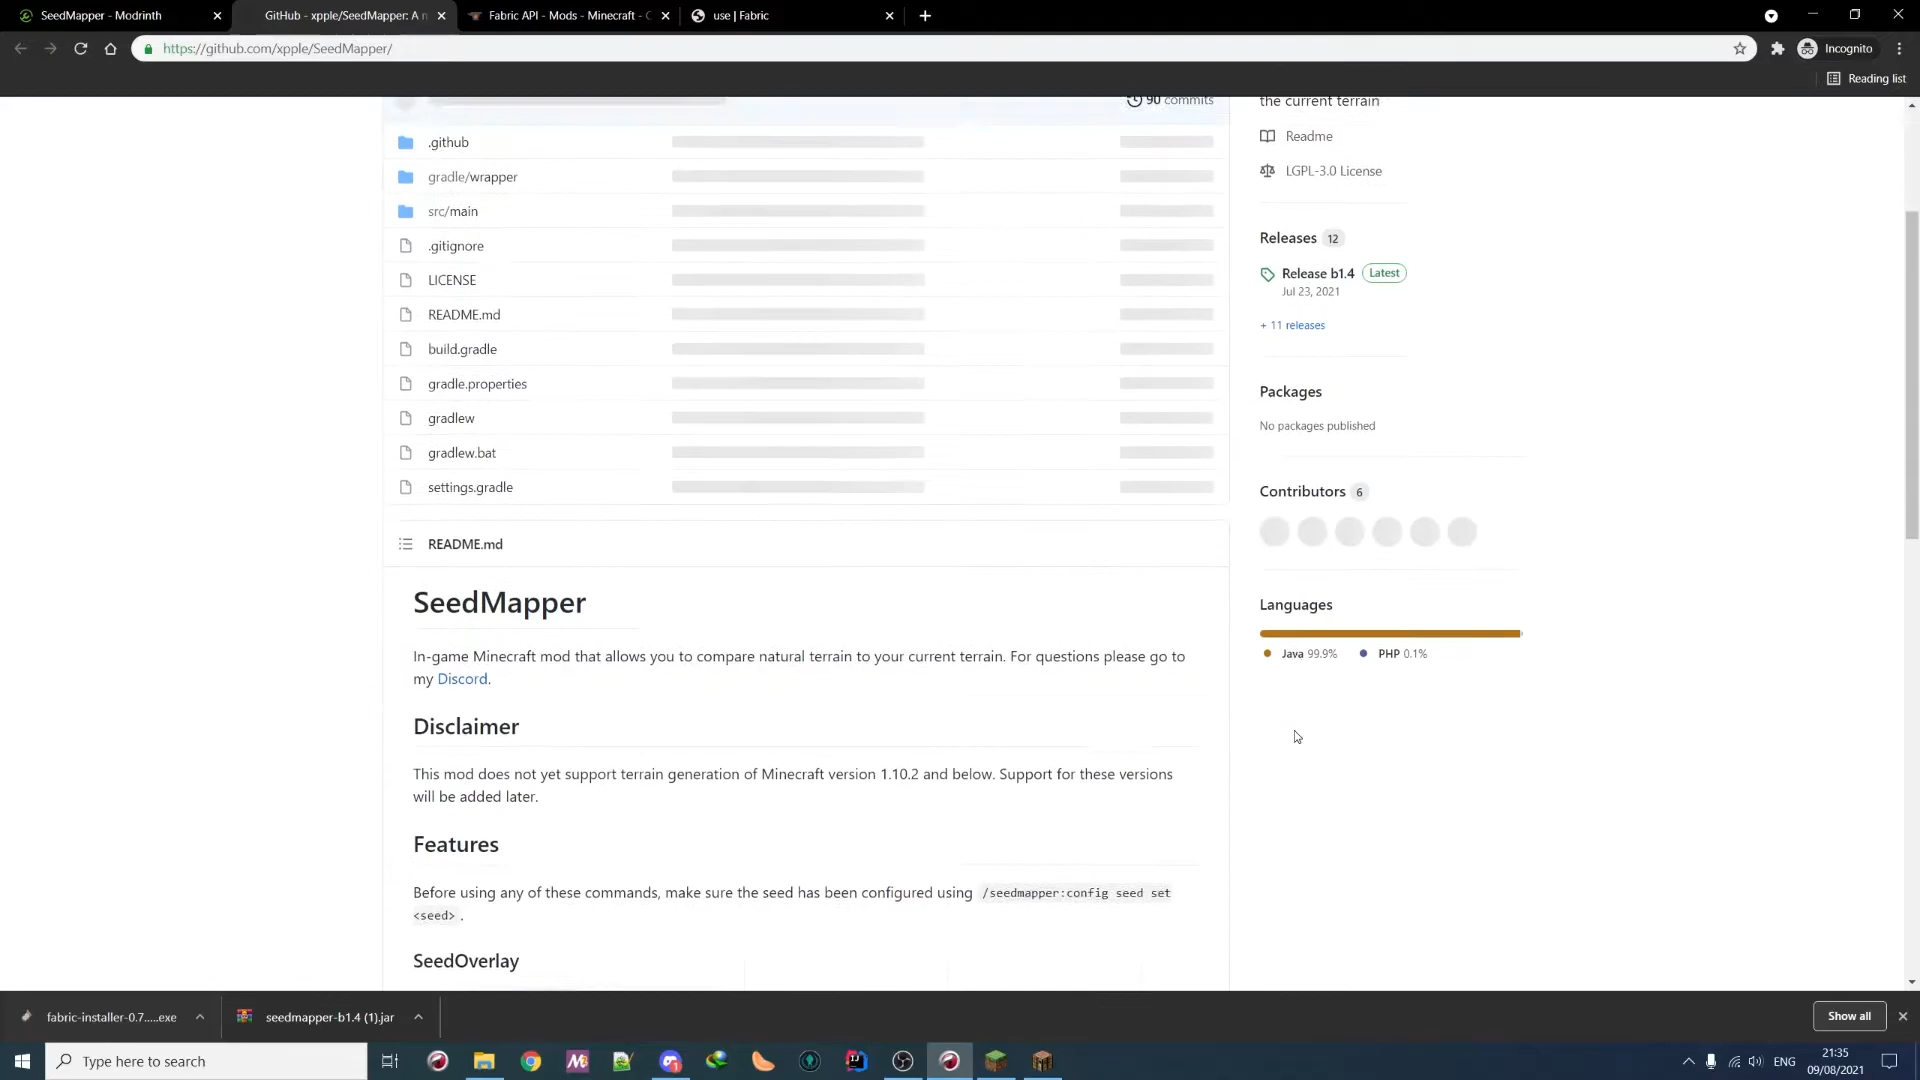 SeedMapper - Modrinth
GitHub - xpple/SeedMapper: A n
Fabric API - Mods - Minecraft - C
use | Fabric
https://github.com/xpple/SeedMapper/
Incognito
Reading list
90 commits
.github
gradle/wrapper
src/main
.gitignore
LICENSE
README.md
build.gradle
gradle.properties
gradlew
gradlew.bat
settings.gradle
the current terrain
Readme
LGPL-3.0 License
Releases 12
Release b1.4 Latest
Jul 23, 2021
+ 11 releases
Packages
No packages published
Contributors 6
Languages
Java 99.9% PHP 0.1%
README.md
SeedMapper
In-game Minecraft mod that allows you to compare natural terrain to your current terrain. For questions please go to
my Discord.
Disclaimer
This mod does not yet support terrain generation of Minecraft version 1.10.2 and below. Support for these versions
will be added later.
Features
Before using any of these commands, make sure the seed has been configured using /seedmapper:config seed set
<seed> .
SeedOverlay
fabric-installer-0.7.....exe
seedmapper-b1.4 (1).jar
Show all
Type here to search
ENG
21:35
09/08/2021